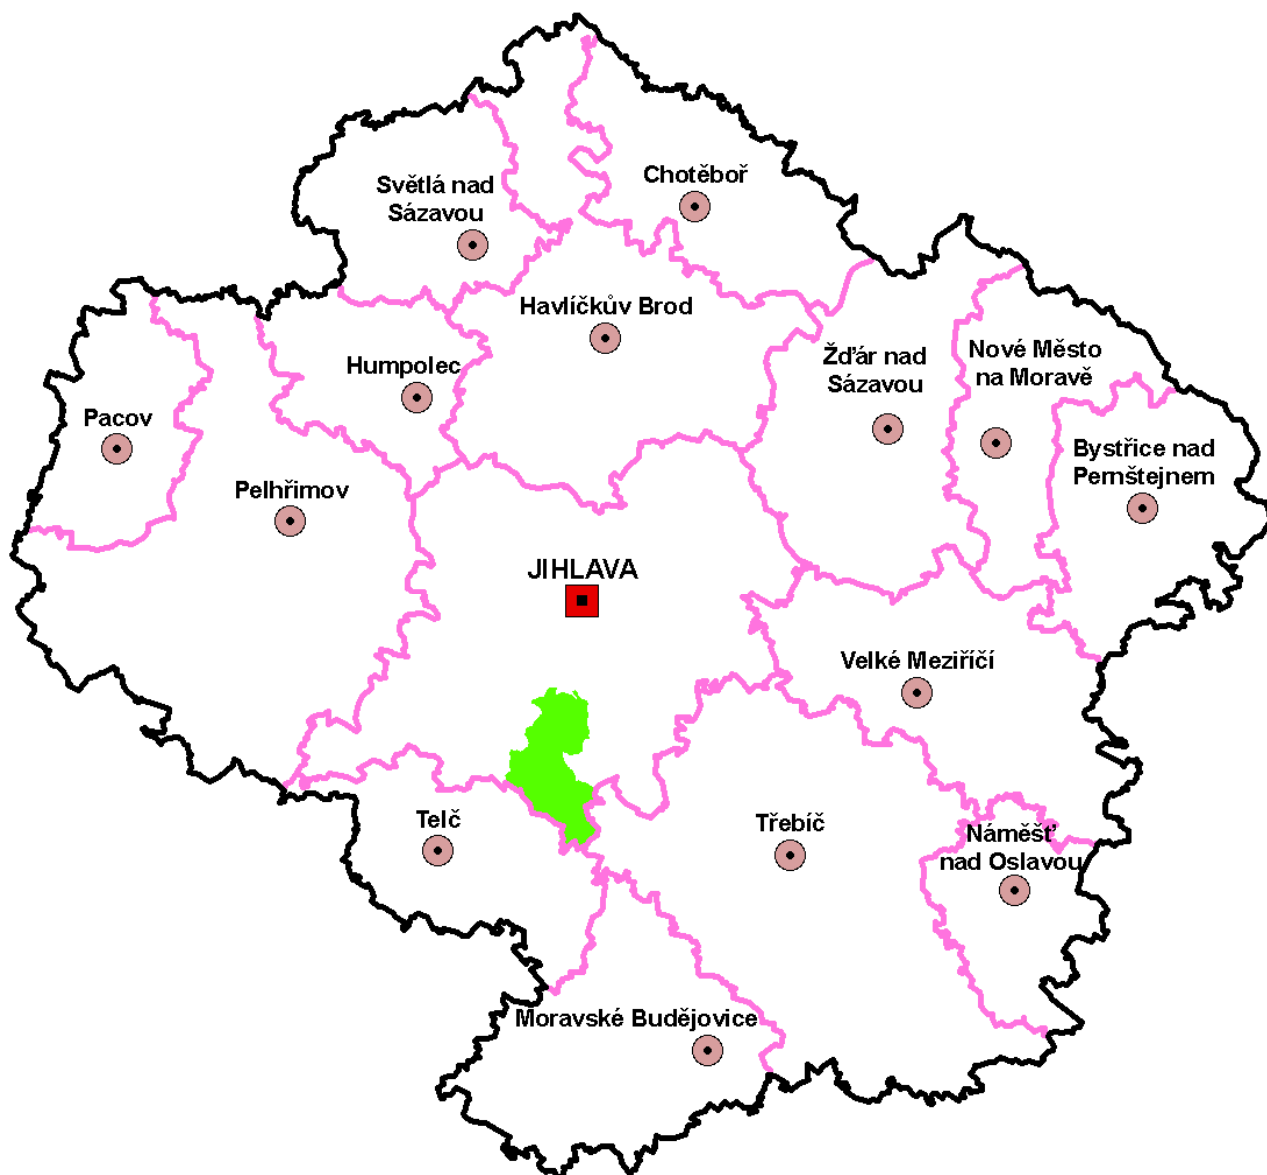 Chotěboř
Světlá nad
Sázavou
Havlíčkův Brod
Žďár nad
Sázavou
Nové Město
na Moravě
Humpolec
Pacov
Bystřice nad
Pernštejnem
Pelhřimov
JIHLAVA
Velké Meziříčí
Telč
Třebíč
Náměšť
nad Oslavou
Moravské Budějovice